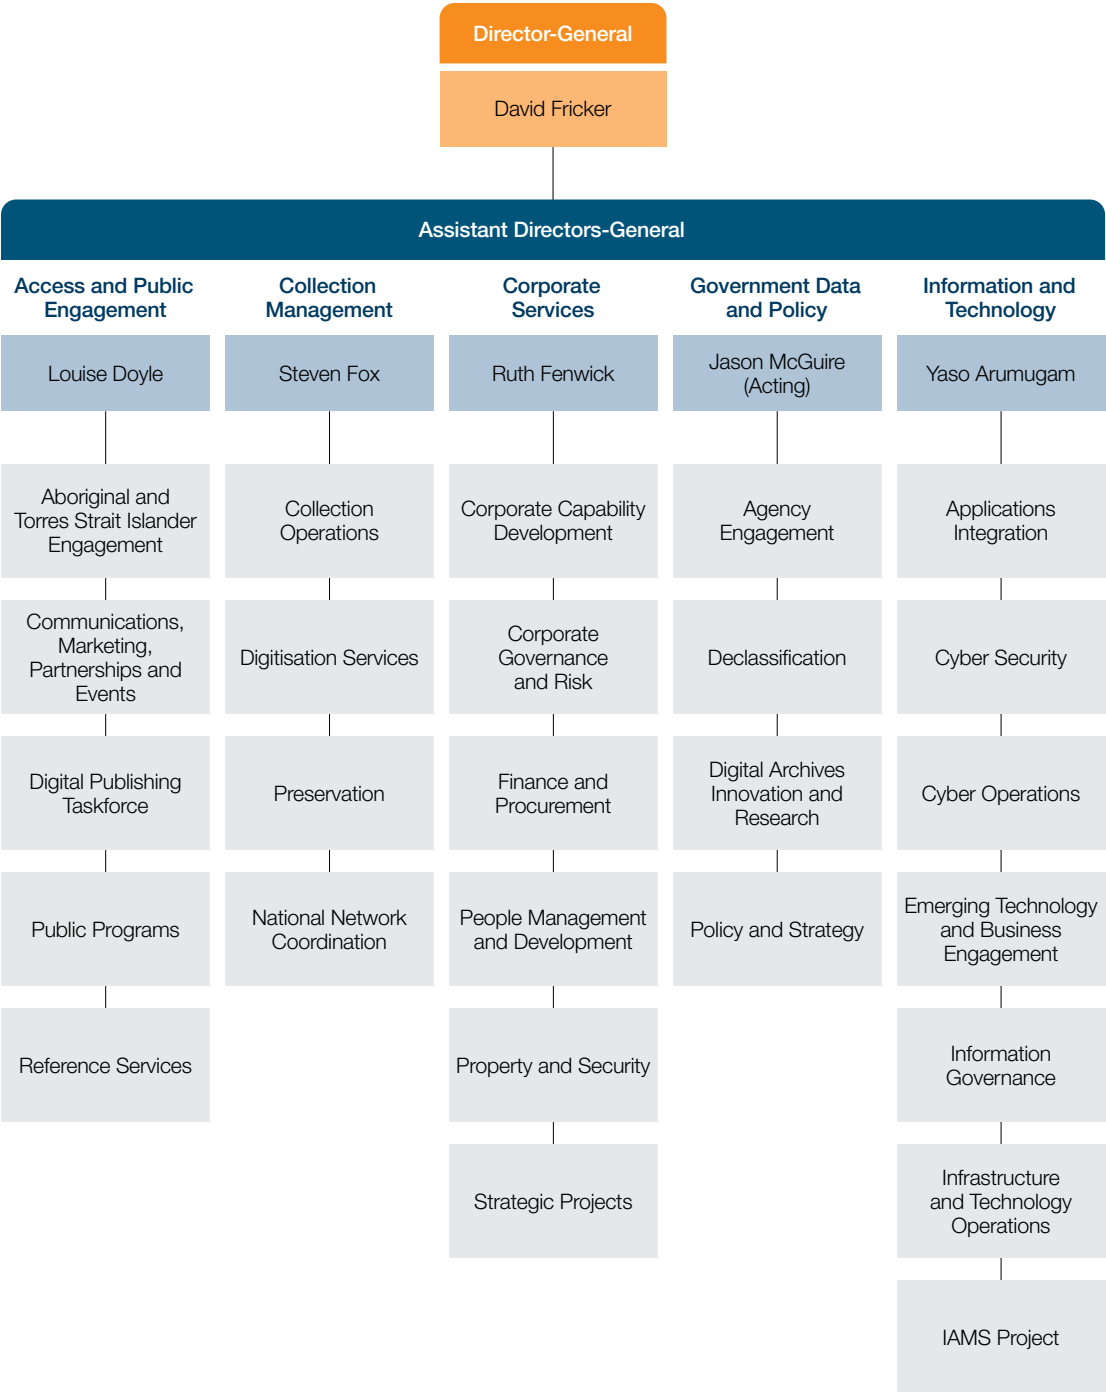 Director-General
David Fricker
Assistant Directors-General
Access and Public
Engagement
Louise Doyle
Aboriginal and
Torres Strait Islander
Engagement
Communications,
Marketing,
Partnerships and
Events
Digital Publishing
Taskforce
Public Programs
Reference Services
Collection
Management
Steven Fox
Collection
Operations
Digitisation Services
Preservation
National Network
Coordination
Corporate
Services
Ruth Fenwick
Corporate Capability
Development
Corporate
Governance
and Risk
Finance and
Procurement
People Management
and Development
Property and Security
Strategic Projects
Government Data
and Policy
Jason McGuire
(Acting)
Agency
Engagement
Declassification
Digital Archives
Innovation and
Research
Policy and Strategy
Information and
Technology
Yaso Arumugam
Applications
Integration
Cyber Security
Cyber Operations
Emerging Technology
and Business
Engagement
Information
Governance
Infrastructure
and Technology
Operations
IAMS Project